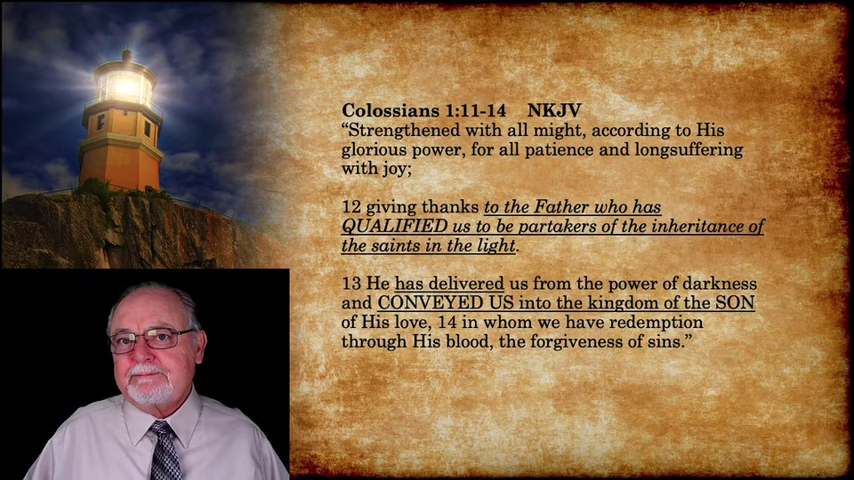 Colossians 1:11-14 NKJV
“Strengthened with all might, according to His
glorious power, for all patience and longsuffering
with joy;
12 giving thanks to the Father who has
QUALIFIED us to be partakers of the inheritance of
the saints in the light.
13 He has delivered us from the power of darkness
and CONVEYED US into the kingdom of the SON
of His love, 14 in whom we have redemption
through His blood, the forgiveness of sins.”